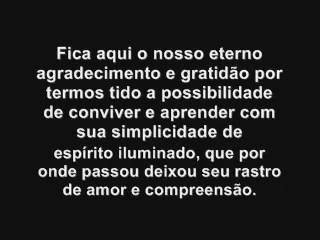 Fica aqui o nosso eterno
agradecimento e gratidão por
termos tido a possibilidade
de conviver e aprender com
sua simplicidade de
espírito iluminado, que por
onde passou deixou seu rastro
de amor e compreensão.